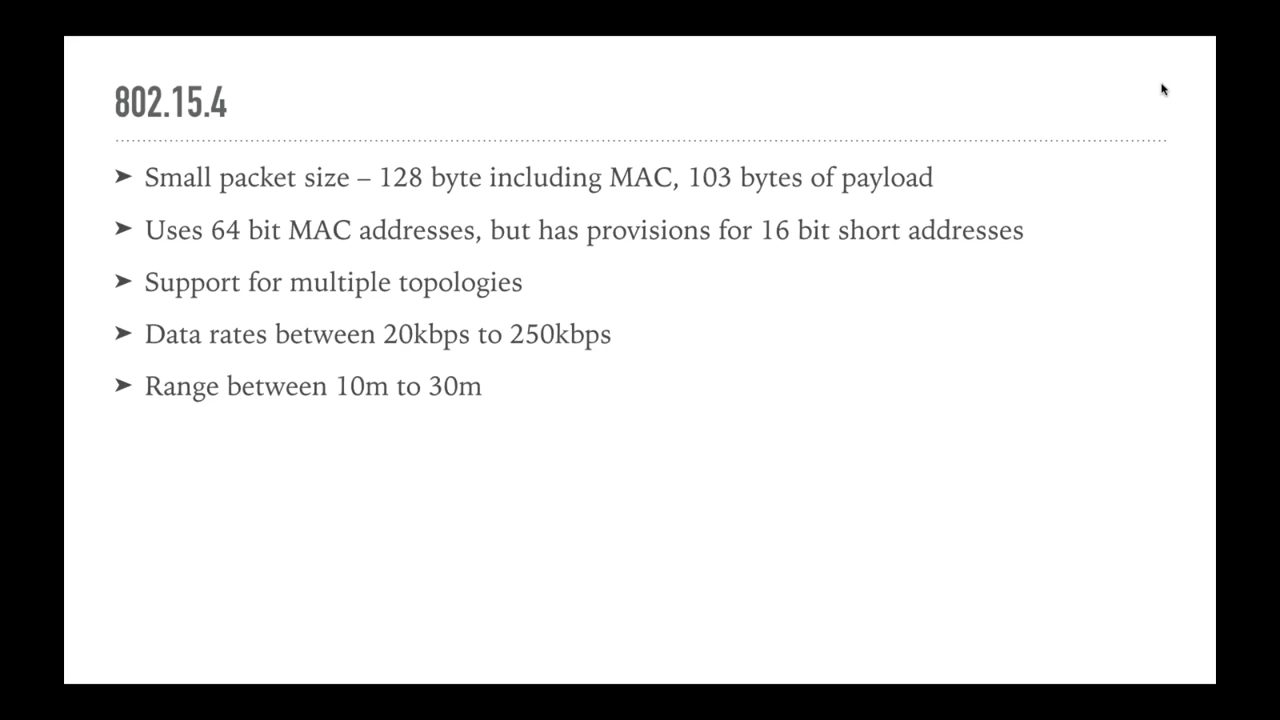 802.15.4
➤ Small packet size – 128 byte including MAC, 103 bytes of payload
➤ Uses 64 bit MAC addresses, but has provisions for 16 bit short addresses
➤ Support for multiple topologies
➤ Data rates between 20kbps to 250kbps
➤ Range between 10m to 30m